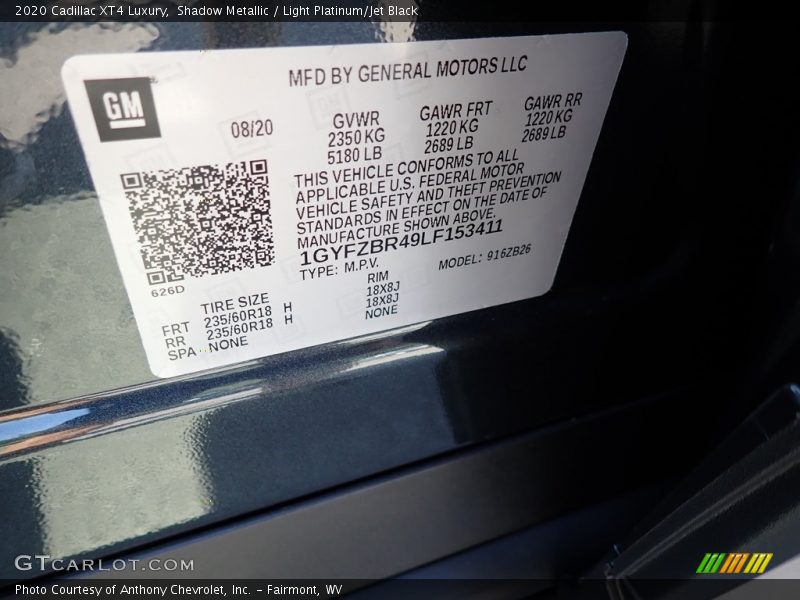 2020 Cadillac XT4 Luxury,  Shadow Metallic / Light Platinum/Jet Black
MFD BY GENERAL MOTORS LLC
GM
08/20
GVWR
2350 KG
5180 LB
GAWR FRT
1220 KG
2689 LB
GAWR RR
1220 KG
2689 LB
THIS VEHICLE CONFORMS TO ALL
APPLICABLE U.S. FEDERAL MOTOR
VEHICLE SAFETY AND THEFT PREVENTION
STANDARDS IN EFFECT ON THE DATE OF
MANUFACTURE SHOWN ABOVE.
1GYFZBR49LF153411
TYPE: M.P.V. MODEL: 916ZB26
626D
TIRE SIZE RIM
FRT 235/60R18 H 18X8J
RR 235/60R18 H 18X8J
SPA NONE NONE
GTCARLOT.COM
Photo Courtesy of Anthony Chevrolet, Inc. – Fairmont, WV